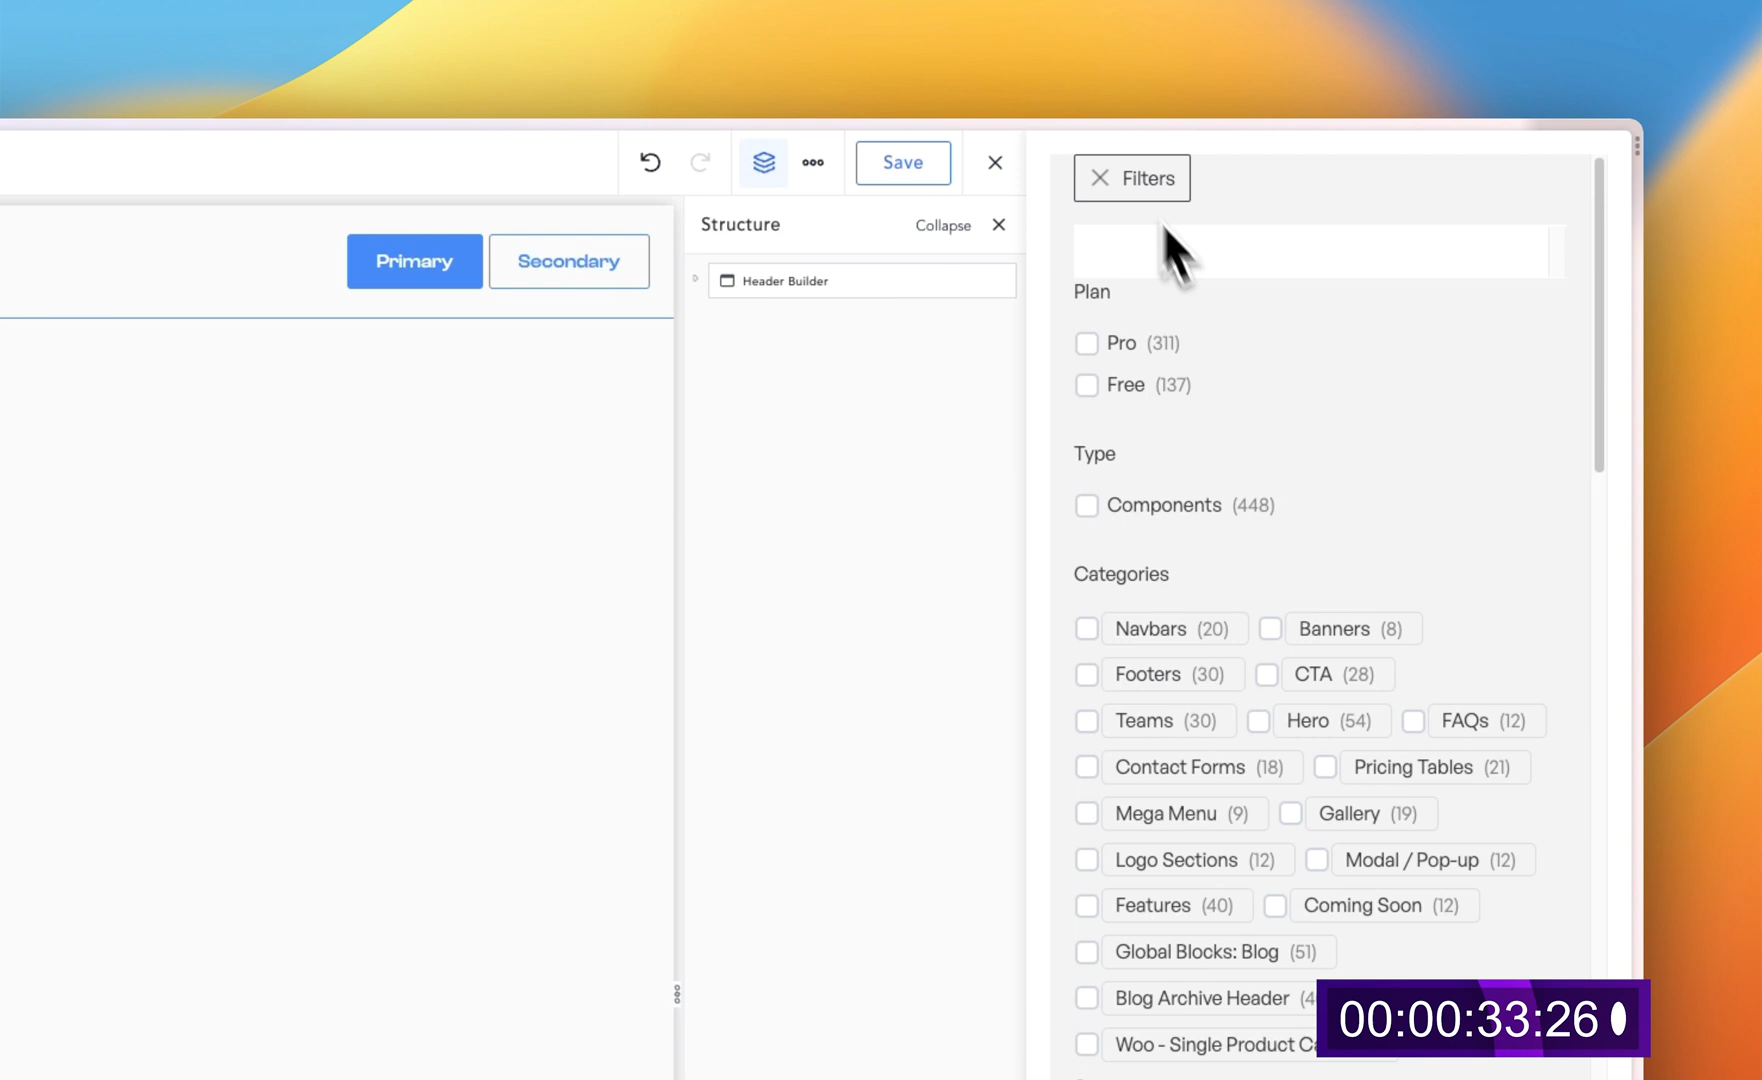 Save
Filters
Structure Collapse
Primary Secondary
Header Builder
Plan
Pro (311)
Free (137)
Type
Components (448)
Categories
Navbars (20) Banners (8)
Footers (30) CTA (28)
Teams (30) Hero (54) FAQs (12)
Contact Forms (18) Pricing Tables (21)
Mega Menu (9) Gallery (19)
Logo Sections (12) Modal / Pop-up (12)
Features (40) Coming Soon (12)
Global Blocks: Blog (51)
Blog Archive Header
Woo - Single Product
00:00:33:26